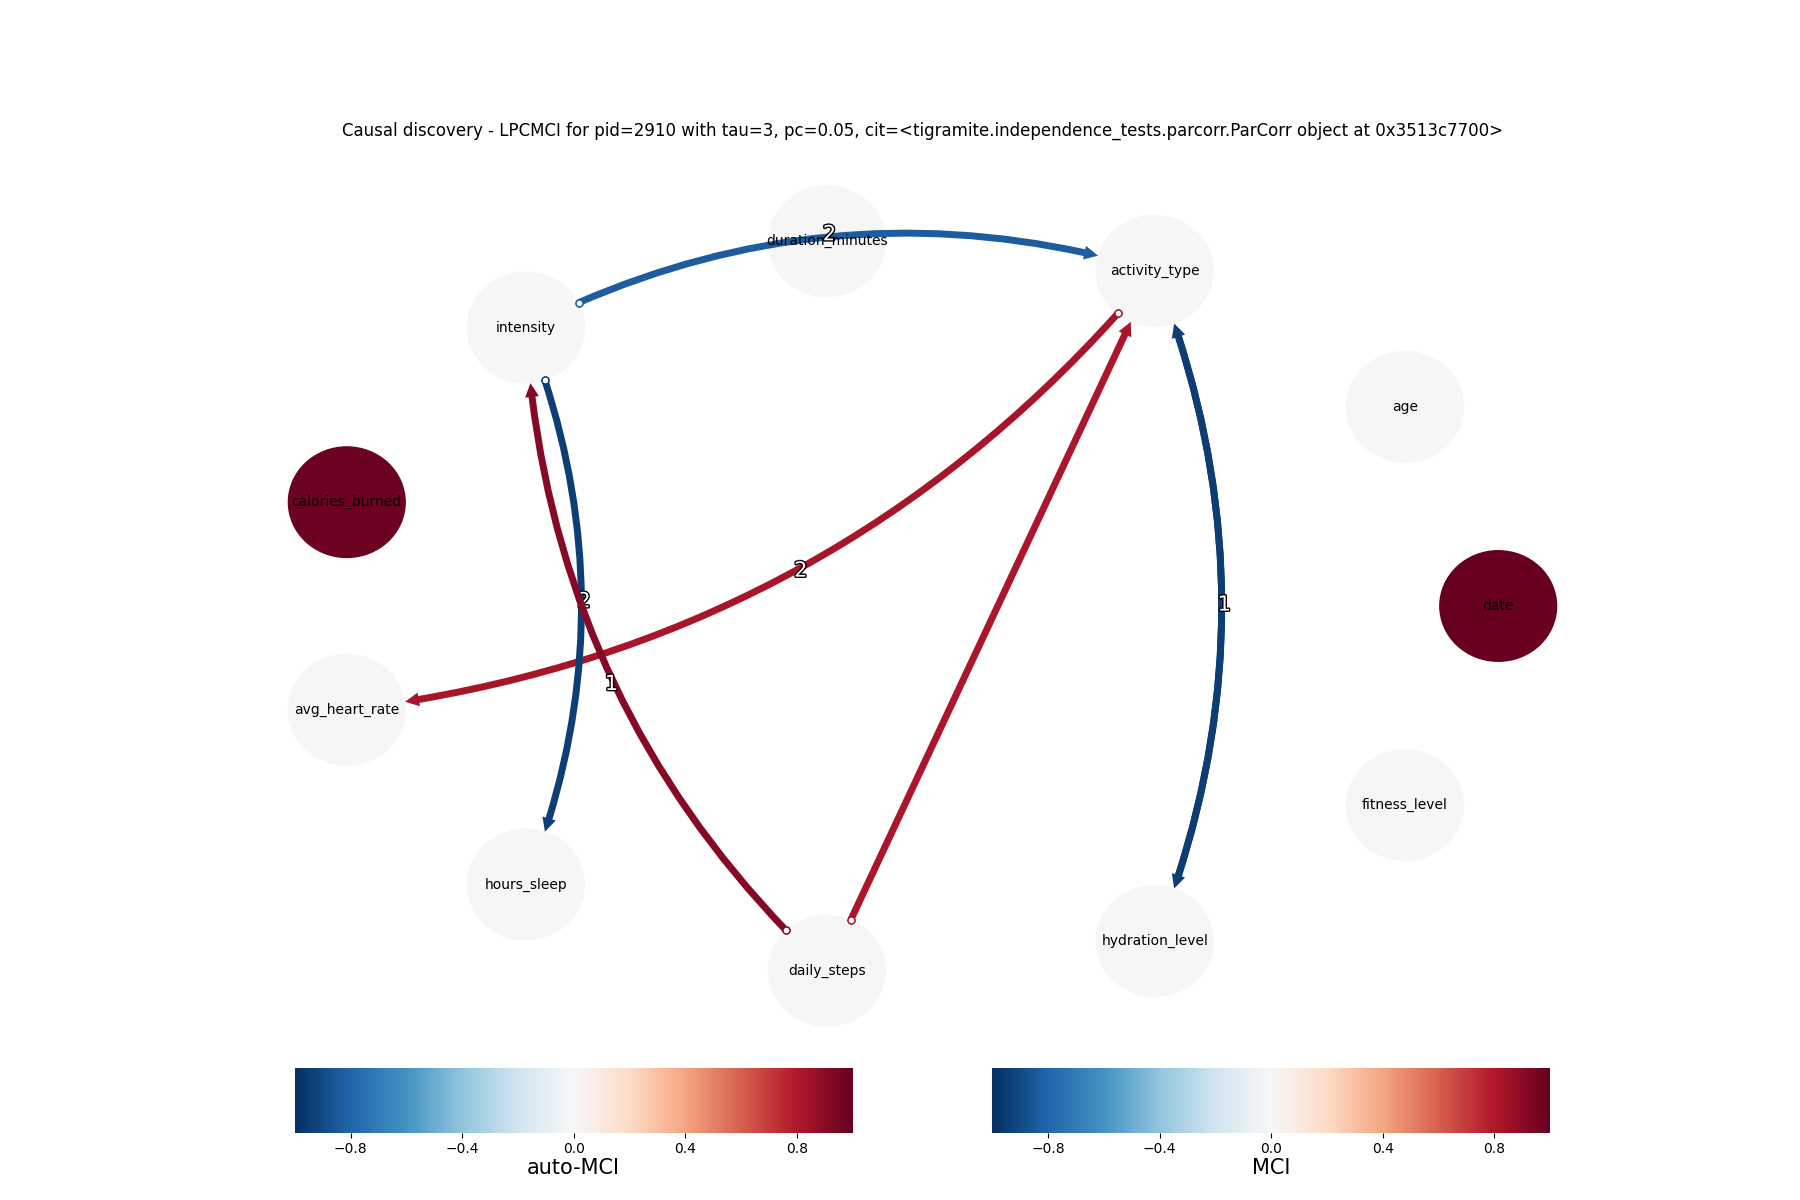 Causal discovery - LPCMCI for pid=2910 with tau=3, pc=0.05, cit=<tigramite.independence_tests.parcorr.ParCorr object at 0x3513c7700>
2
duration_minutes
activity_type
intensity
age
calories_burned
2
2
1
date
1
avg_heart_rate
fitness_level
hours_sleep
hydration_level
daily_steps
−0.8 −0.4 0.0 0.4 0.8
auto-MCI
−0.8 −0.4 0.0 0.4 0.8
MCI